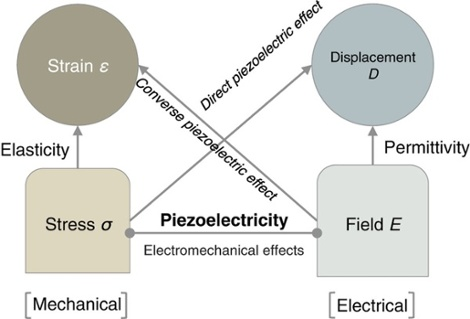 Strain ε
Direct piezoelectric effect
Displacement
D
Converse piezoelectric effect
Elasticity
Permittivity
Stress σ
Piezoelectricity
Field E
Electromechanical effects
[Mechanical]
[Electrical]